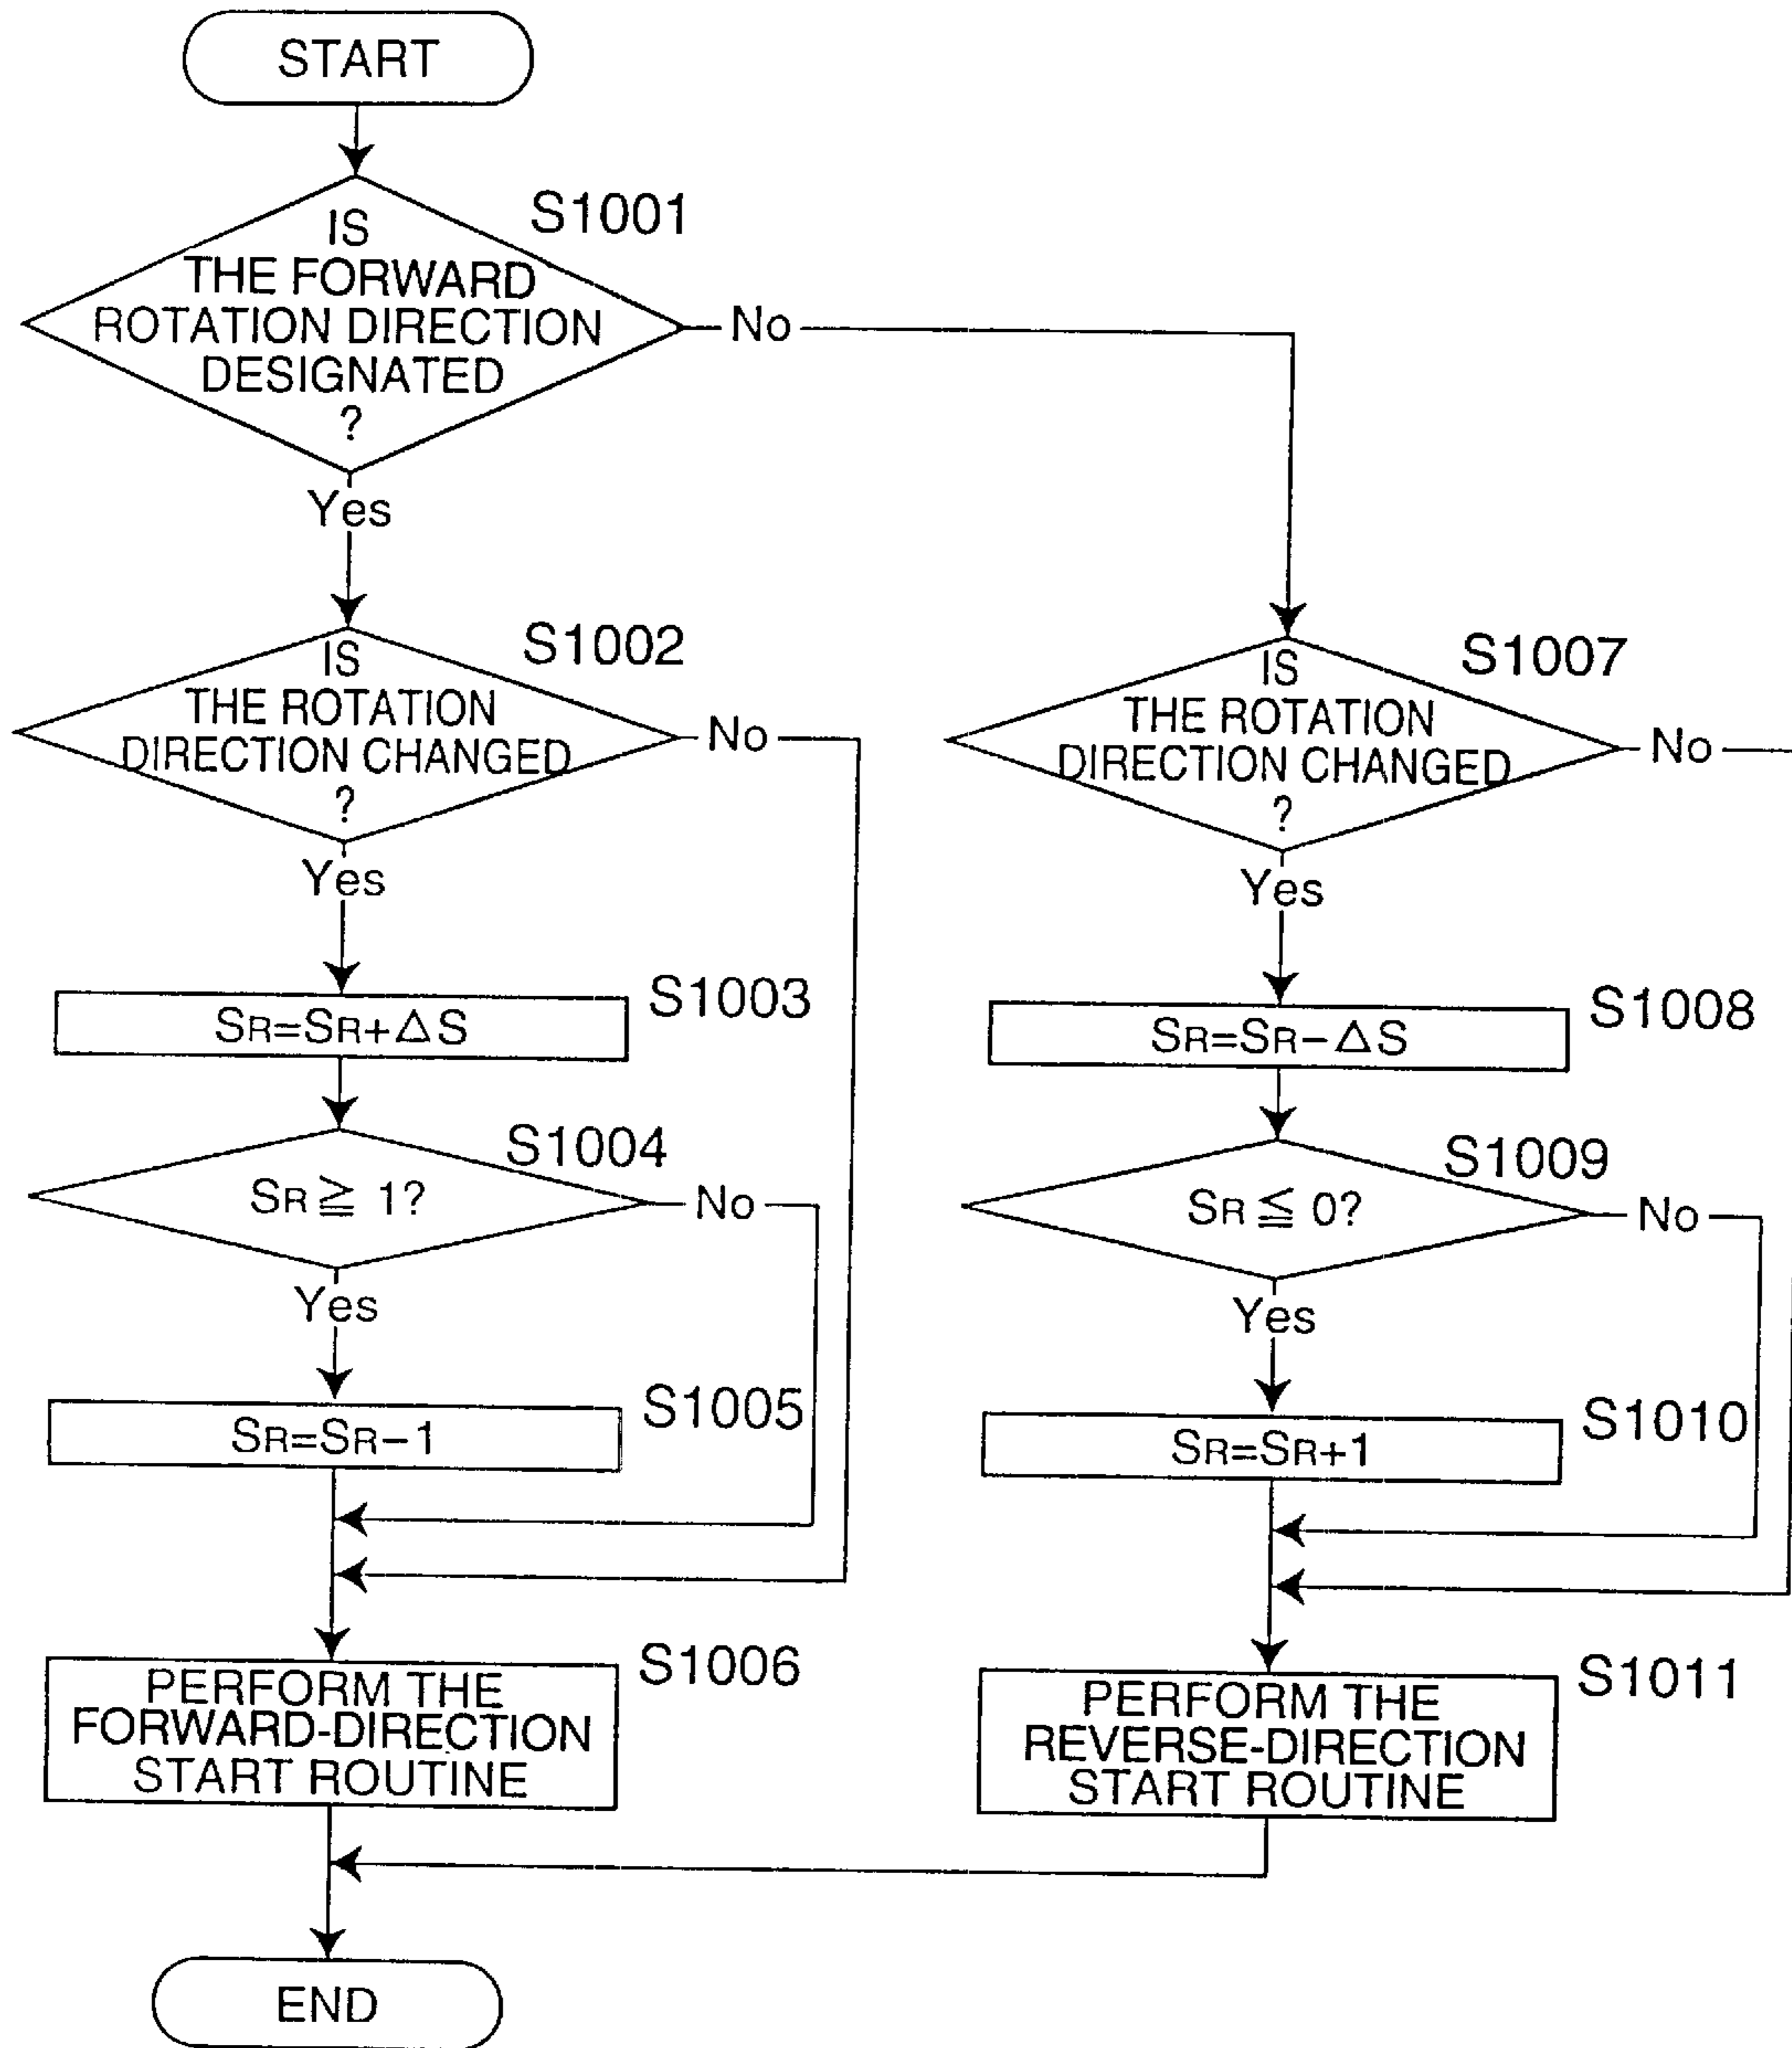 START
S1001
IS
THE FORWARD
ROTATION DIRECTION
DESIGNATED
?
No
Yes
S1002
IS
THE ROTATION
DIRECTION CHANGED
?
No
Yes
S1003
SR=SR+△S
S1004
SR≧ 1?
No
Yes
S1005
SR=SR−1
S1006
PERFORM THE
FORWARD-DIRECTION
START ROUTINE
S1007
IS
THE ROTATION
DIRECTION CHANGED
?
No
Yes
S1008
SR=SR−△S
S1009
SR≦ 0?
No
Yes
S1010
SR=SR+1
S1011
PERFORM THE
REVERSE-DIRECTION
START ROUTINE
END